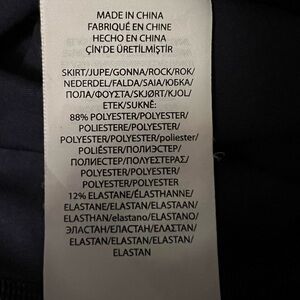 MADE IN CHINA
FABRIQUÉ EN CHINE
HECHO EN CHINA
ÇİN'DE ÜRETİLMİŞTİR
SKIRT/JUPE/GONNA/ROCK/ROK/
NEDERDEL/FALDA/SAIA/ЮБКА/
ПОЛА/ΦΟΥΣΤΑ/SKJØRT/KJOL/
ETEK/SUKNĚ:
88% POLYESTER/POLYESTER/
POLIESTERE/POLYESTER/
POLYESTER/POLYESTER/poliester/
POLIÉSTER/ПОЛИЭСТЕР/
ПОЛИЕСТЕР/ΠΟΛΥΕΣΤΕΡΑΣ/
POLYESTER/POLYESTER/
POLYESTER/POLYESTER
12% ELASTANE/ÉLASTHANNE/
ELASTANE/ELASTAN/ELASTAAN/
ELASTHAN/elastano/ELASTANO/
ЭЛАСТАН/ЕЛАСТАН/ΕΛΑΣΤΑΝ/
ELASTAN/ELASTAN/ELASTAN/
ELASTAN